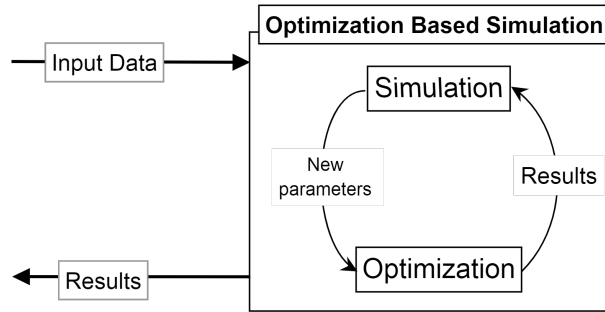 Optimization Based Simulation
Input Data
Simulation
New
parameters
Results
Optimization
Results